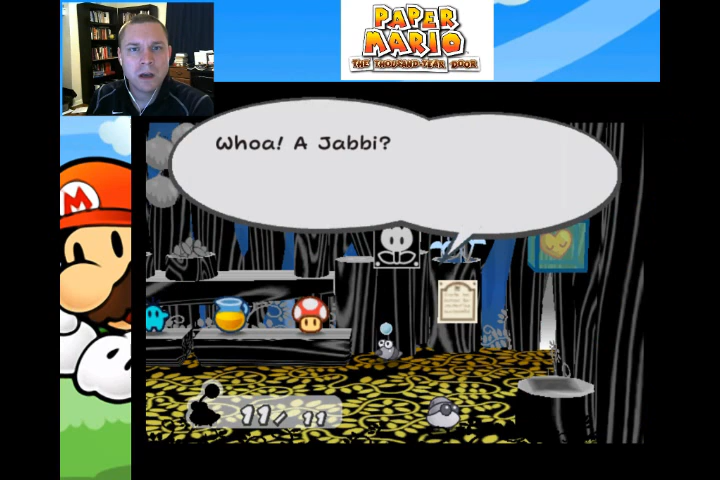 PAPER
MARIO
THE THOUSAND-YEAR DOOR
Whoa! A Jabbi?
M
11/11